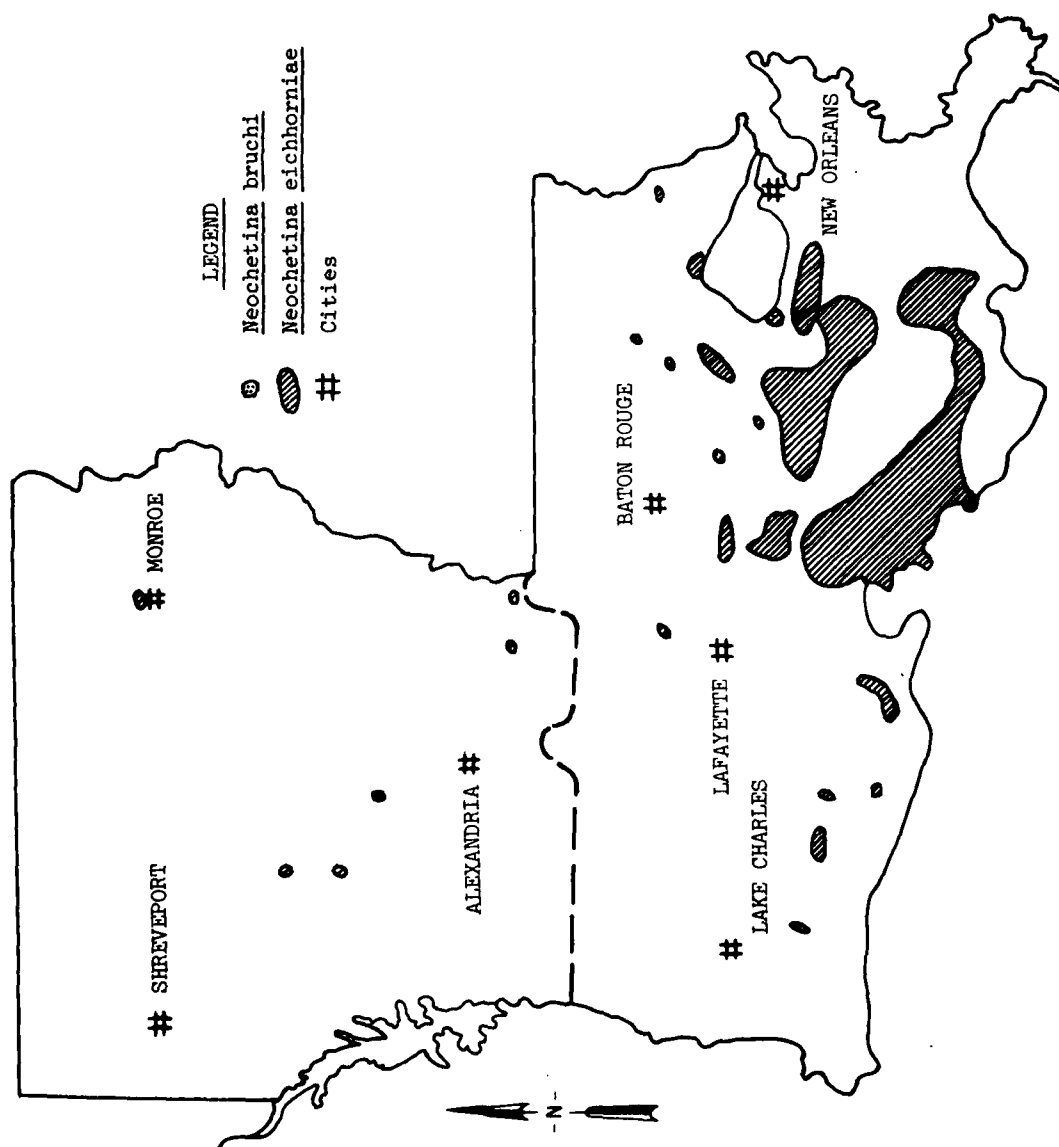 LEGEND
Neochetina bruchi
Neochetina eichhorniae
# Cities
# SHREVEPORT
# MONROE
ALEXANDRIA #
BATON ROUGE
#
LAFAYETTE #
#
LAKE CHARLES
#
NEW ORLEANS
-N-